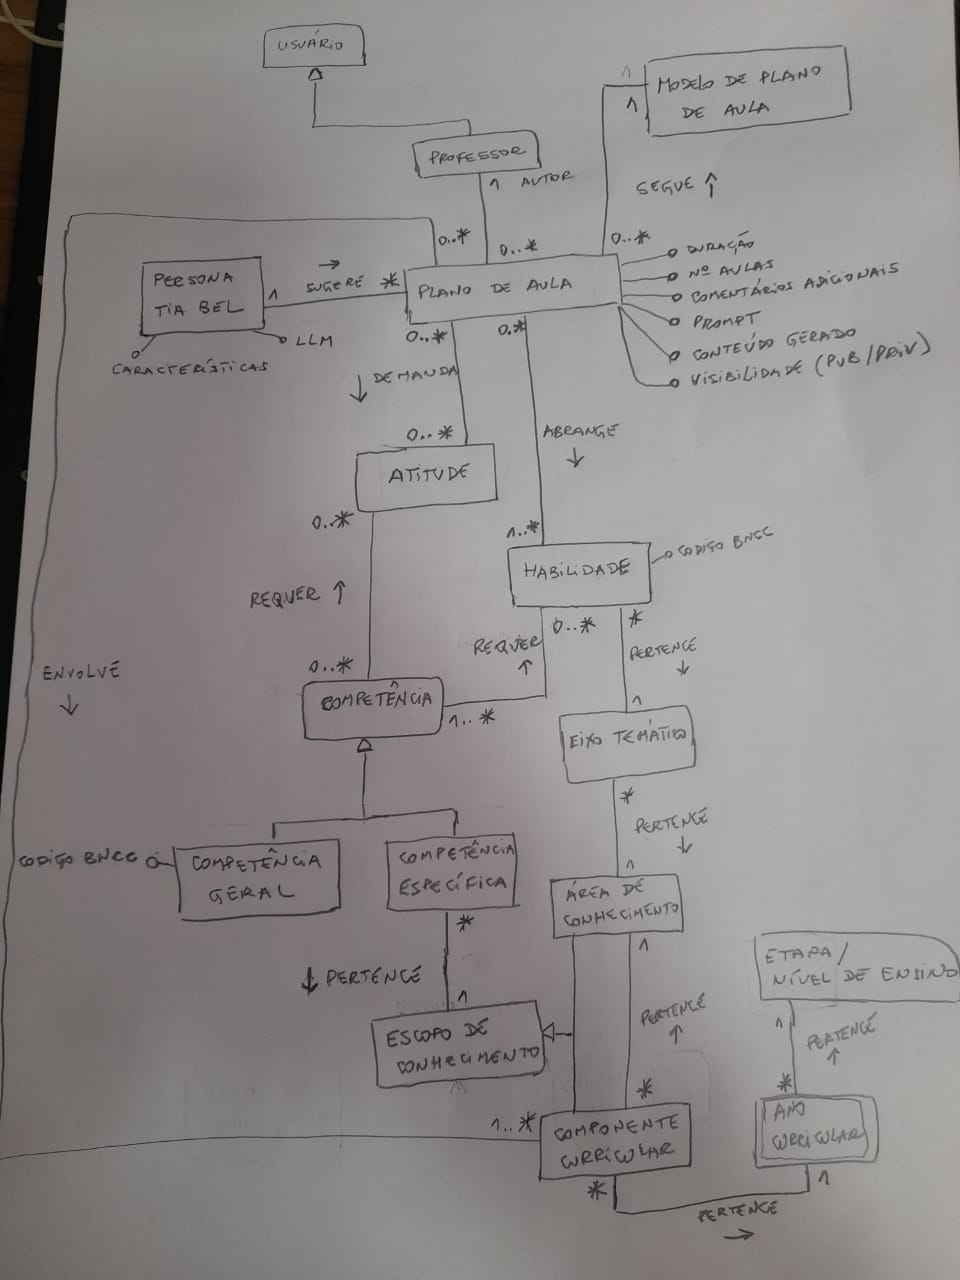 USUÁRIO
MODELO DE PLANO
DE AULA
1
1
PROFESSOR
1 AUTOR
SEGUE ↑
0..*
0..*
0..*
DURAÇÃO
Nº AULAS
COMENTÁRIOS ADICIONAIS
PROMPT
CONTEÚDO GERADO
VISIBILIDADE (PUB/PRIV)
PERSONA
TIA BEL
1
→
SUGERE
*
PLANO DE AULA
LLM
CARACTERÍSTICAS
0..*
0.*
↓ DEMANDA
0..*
ABRANGE
↓
ATITUDE
0..*
1..*
HABILIDADE
CODIGO BNCC
REQUER ↑
0..*
*
REQUER
↑
PERTENCE
↓
ENVOLVE
↓
0..*
COMPETÊNCIA
1..*
1
EIXO TEMÁTICO
*
PERTENCE
↓
1
CODIGO BNCC
COMPETÊNCIA
GERAL
COMPETÊNCIA
ESPECÍFICA
*
ÁREA DE
CONHECIMENTO
1
↓ PERTENCE
1
ESCOPO DE
CONHECIMENTO
PERTENCE
↑
*
ETAPA/
NÍVEL DE ENSINO
1
PERTENCE
↑
*
ANO
CURRICULAR
1
1..*
COMPONENTE
CURRICULAR
*
PERTENCE
→